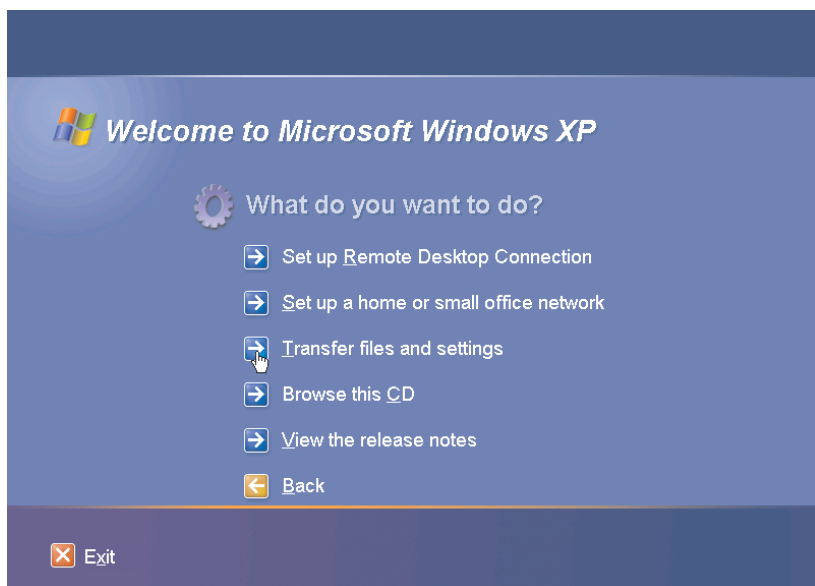 Welcome to Microsoft Windows XP
What do you want to do?
Set up Remote Desktop Connection
Set up a home or small office network
Transfer files and settings
Browse this CD
View the release notes
Back
Exit